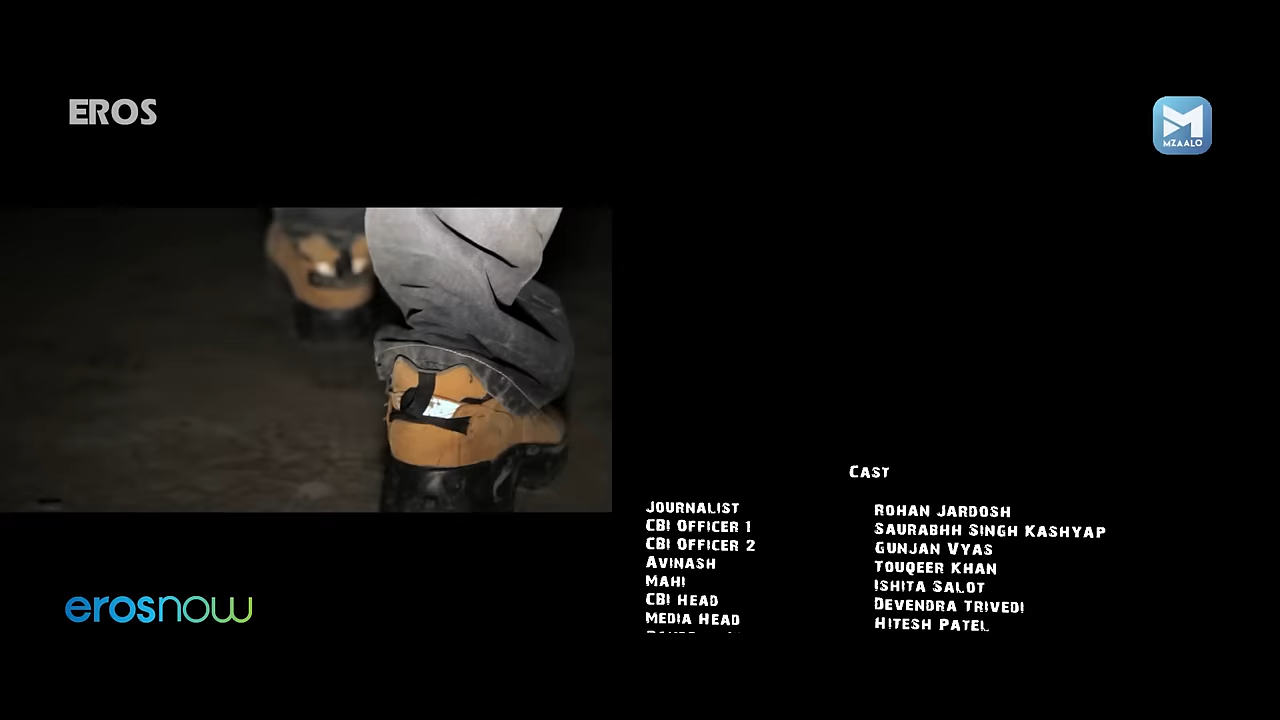 EROS
MZAALO
CAST
JOURNALIST ROHAN JARDOSH
CBI OFFICER 1 SAURABHH SINGH KASHYAP
CBI OFFICER 2 GUNJAN VYAS
AVINASH TOUQEER KHAN
MAHI ISHITA SALOT
CBI HEAD DEVENDRA TRIVEDI
MEDIA HEAD HITESH PATEL
erosnow